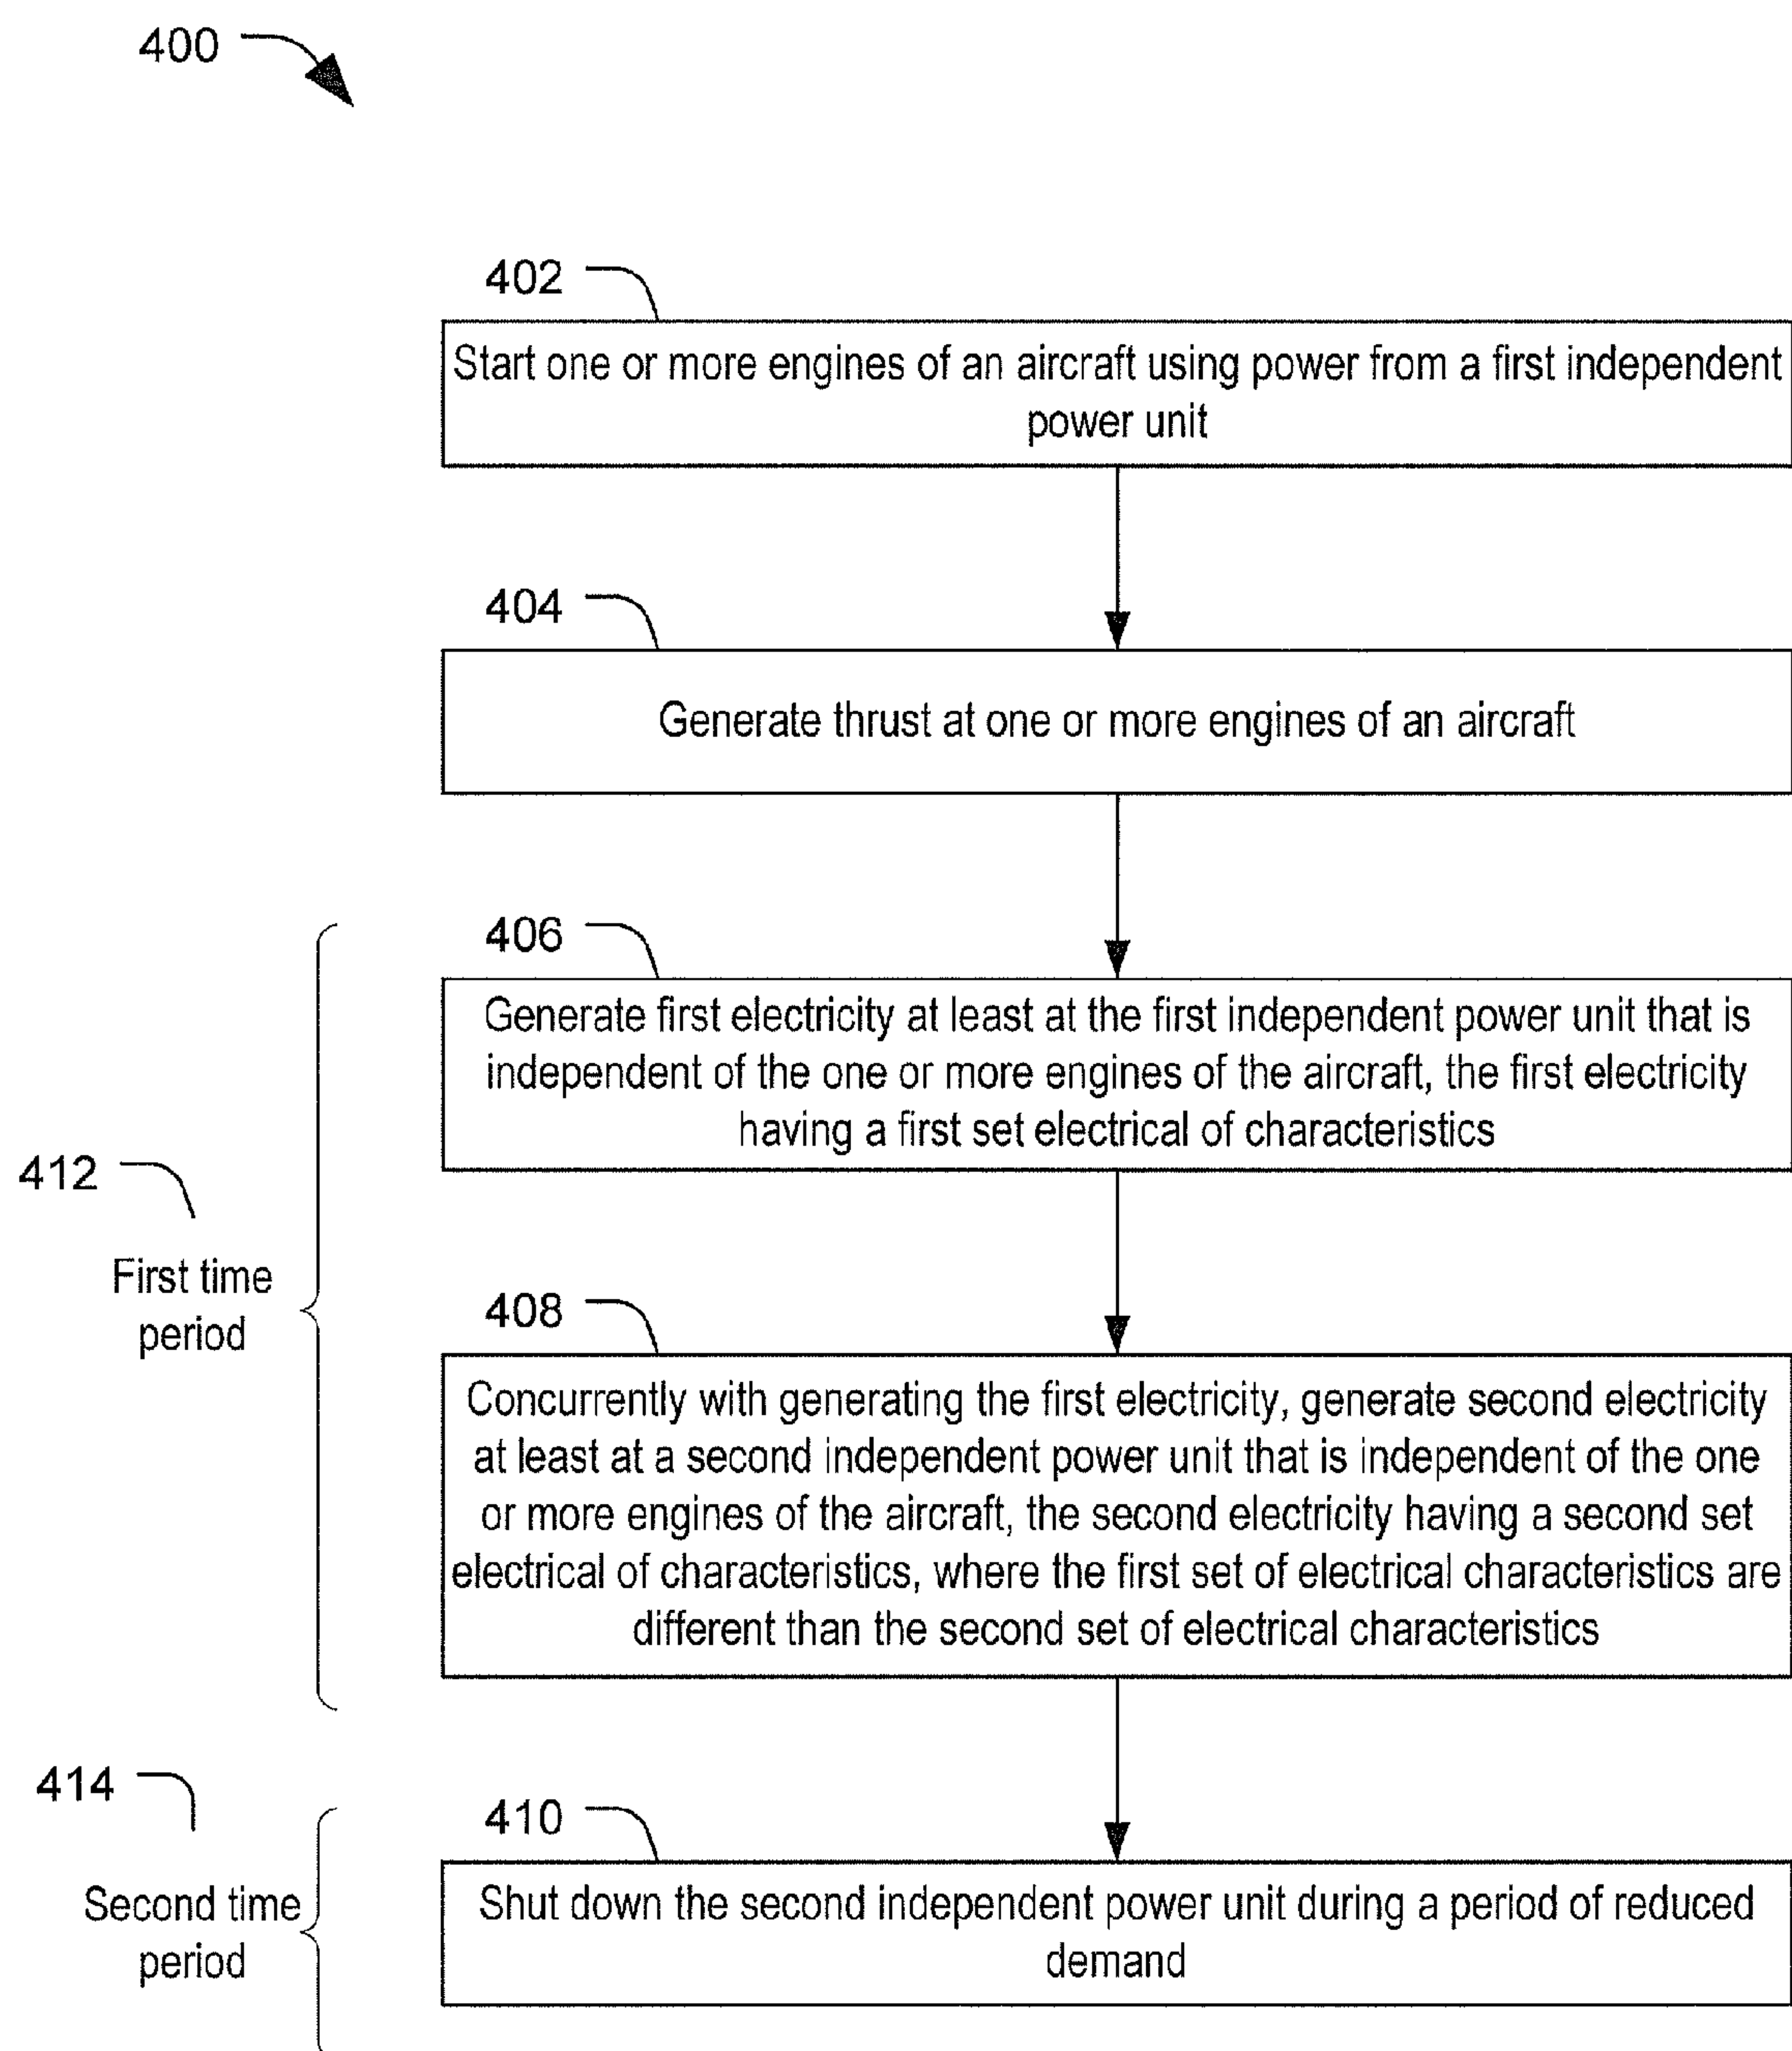 400
402
Start one or more engines of an aircraft using power from a first independent
power unit
404
Generate thrust at one or more engines of an aircraft
406
Generate first electricity at least at the first independent power unit that is
independent of the one or more engines of the aircraft, the first electricity
having a first set electrical of characteristics
412
First time
period
408
Concurrently with generating the first electricity, generate second electricity
at least at a second independent power unit that is independent of the one
or more engines of the aircraft, the second electricity having a second set
electrical of characteristics, where the first set of electrical characteristics are
different than the second set of electrical characteristics
414
Second time
period
410
Shut down the second independent power unit during a period of reduced
demand